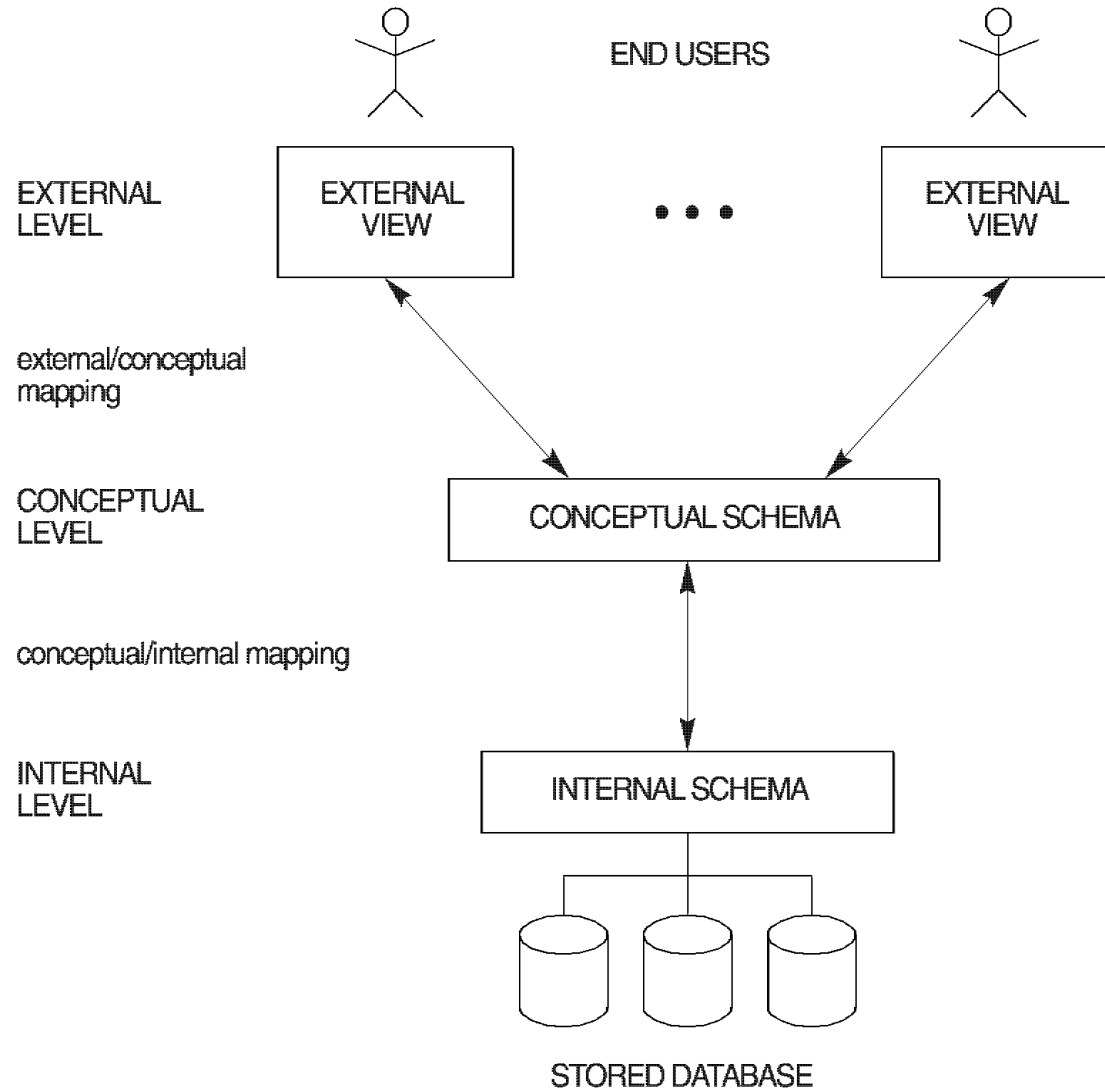 END USERS
EXTERNAL
LEVEL
EXTERNAL
VIEW
EXTERNAL
VIEW
external/conceptual
mapping
CONCEPTUAL
LEVEL
CONCEPTUAL SCHEMA
conceptual/internal mapping
INTERNAL
LEVEL
INTERNAL SCHEMA
STORED DATABASE